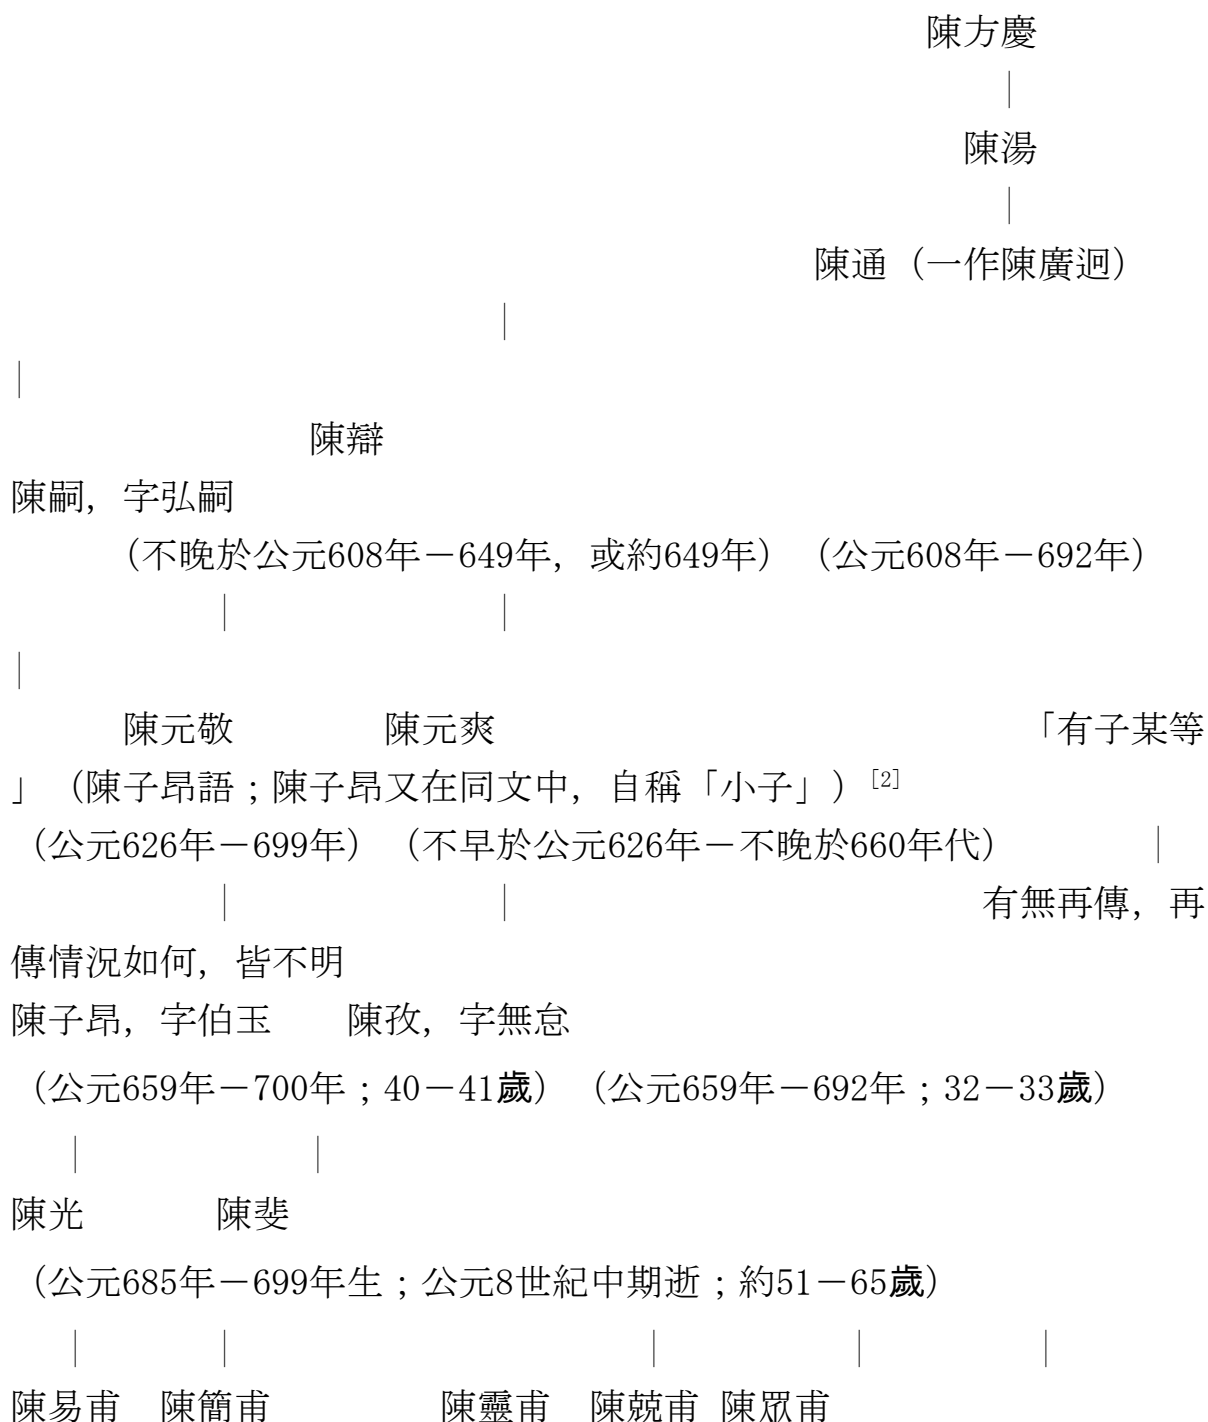 陳方慶
｜
陳湯
｜
陳通（一作陳廣迥）
｜
｜
陳辯
陳嗣，字弘嗣
（不晚於公元608年－649年，或約649年）（公元608年－692年）
｜　｜
｜
陳元敬　陳元爽　「有子某等
」（陳子昂語；陳子昂又在同文中，自稱「小子」）[2]
（公元626年－699年）（不早於公元626年－不晚於660年代）　｜
｜　｜　有無再傳，再
傳情況如何，皆不明
陳子昂，字伯玉　陳孜，字無怠
（公元659年－700年；40－41歲）（公元659年－692年；32－33歲）
｜　｜
陳光　陳斐
（公元685年－699年生；公元8世紀中期逝；約51－65歲）
｜　｜　｜　｜　｜
陳易甫　陳簡甫　陳靈甫　陳兢甫　陳眾甫